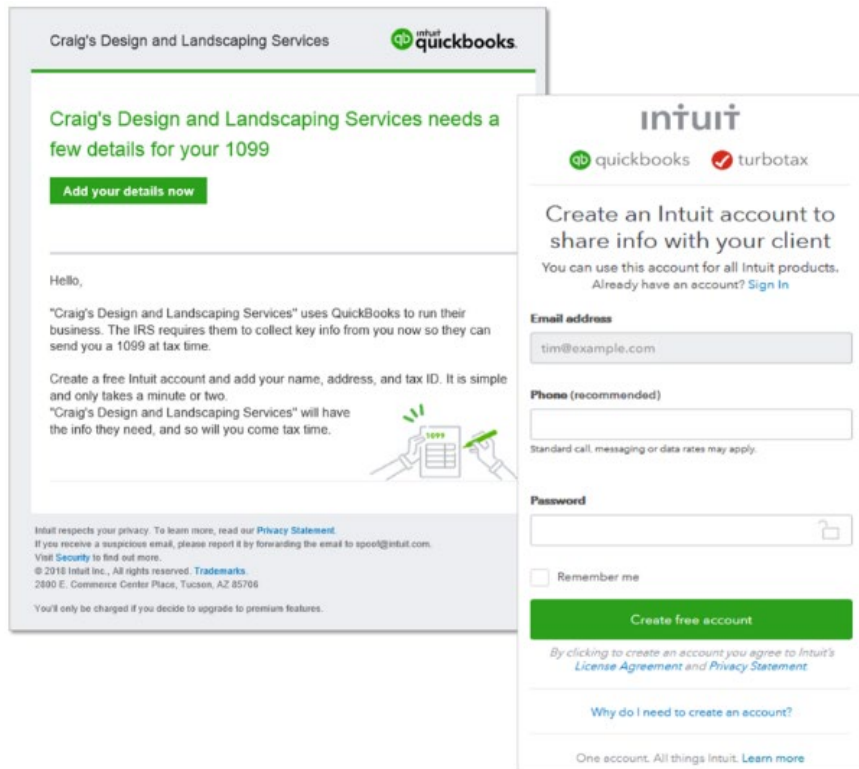 Craig's Design and Landscaping Services
qb intuit quickbooks.
Craig's Design and Landscaping Services needs a
few details for your 1099
Add your details now
Hello,
"Craig's Design and Landscaping Services" uses QuickBooks to run their
business. The IRS requires them to collect key info from you now so they can
send you a 1099 at tax time.
Create a free Intuit account and add your name, address, and tax ID. It is simple
and only takes a minute or two.
"Craig's Design and Landscaping Services" will have
the info they need, and so will you come tax time.
1099
Intuit respects your privacy. To learn more, read our Privacy Statement.
If you receive a suspicious email, please report it by forwarding the email to spoof@intuit.com.
Visit Security to find out more.
© 2018 Intuit Inc., All rights reserved. Trademarks.
2800 E. Commerce Center Place, Tucson, AZ 85706
You'll only be charged if you decide to upgrade to premium features.
intuit
qb quickbooks turbotax
Create an Intuit account to
share info with your client
You can use this account for all Intuit products.
Already have an account? Sign In
Email address
tim@example.com
Phone (recommended)
Standard call, messaging or data rates may apply.
Password
Remember me
Create free account
By clicking to create an account you agree to Intuit's
License Agreement and Privacy Statement.
Why do I need to create an account?
One account. All things Intuit. Learn more